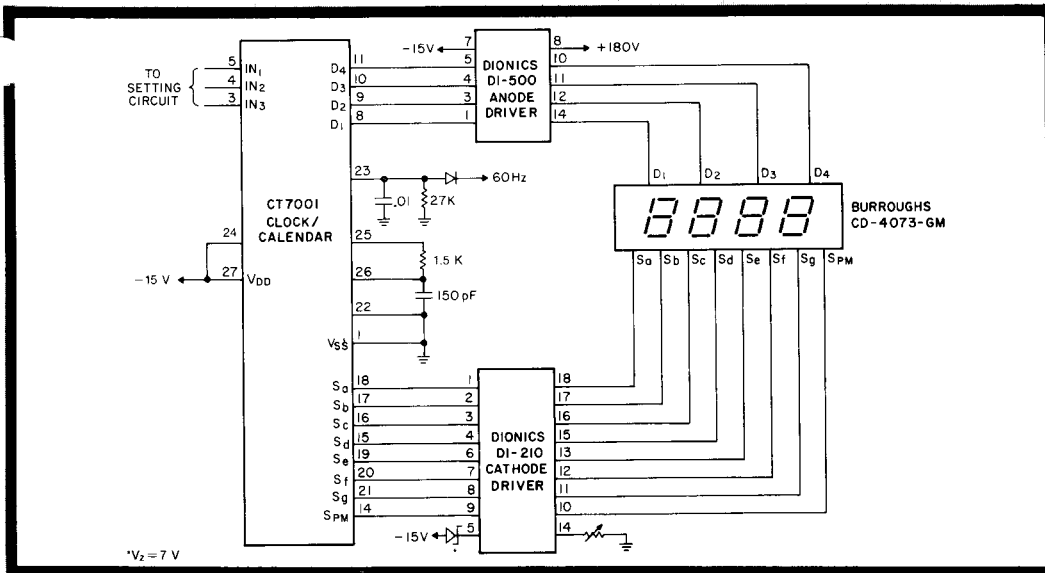 TO
SETTING
CIRCUIT
5 IN1
4 IN2
3 IN3
24
-15 V 27 VDD
CT7001
CLOCK/
CALENDAR
D4 11
D3 10
D2 9
D1 8
23
.01
27K
60Hz
25
1.5 K
26
150pF
22
VSS 1
Sa 18
Sb 17
Sc 16
Sd 15
Se 19
Sf 20
Sg 21
SPM 14
-15V 7
5
4
3
1
DIONICS
DI-500
ANODE
DRIVER
8 +180V
10
11
12
14
D1 D2 D3 D4
8888
BURROUGHS
CD-4073-GM
Sa Sb Sc Sd Se Sf Sg SPM
1
2
3
4
6
7
8
9
-15V 5
*
DIONICS
DI-210
CATHODE
DRIVER
18
17
16
15
13
12
11
10
14
*VZ = 7 V